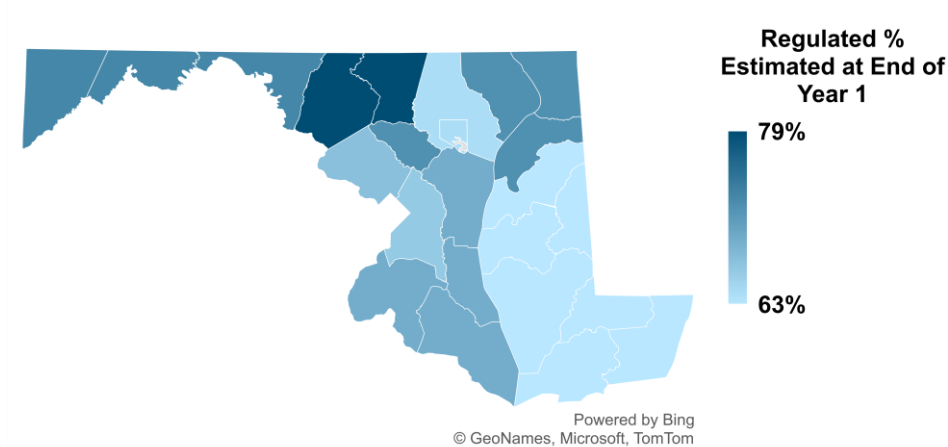 Regulated %
Estimated at End of
Year 1
79%
63%
Powered by Bing
© GeoNames, Microsoft, TomTom